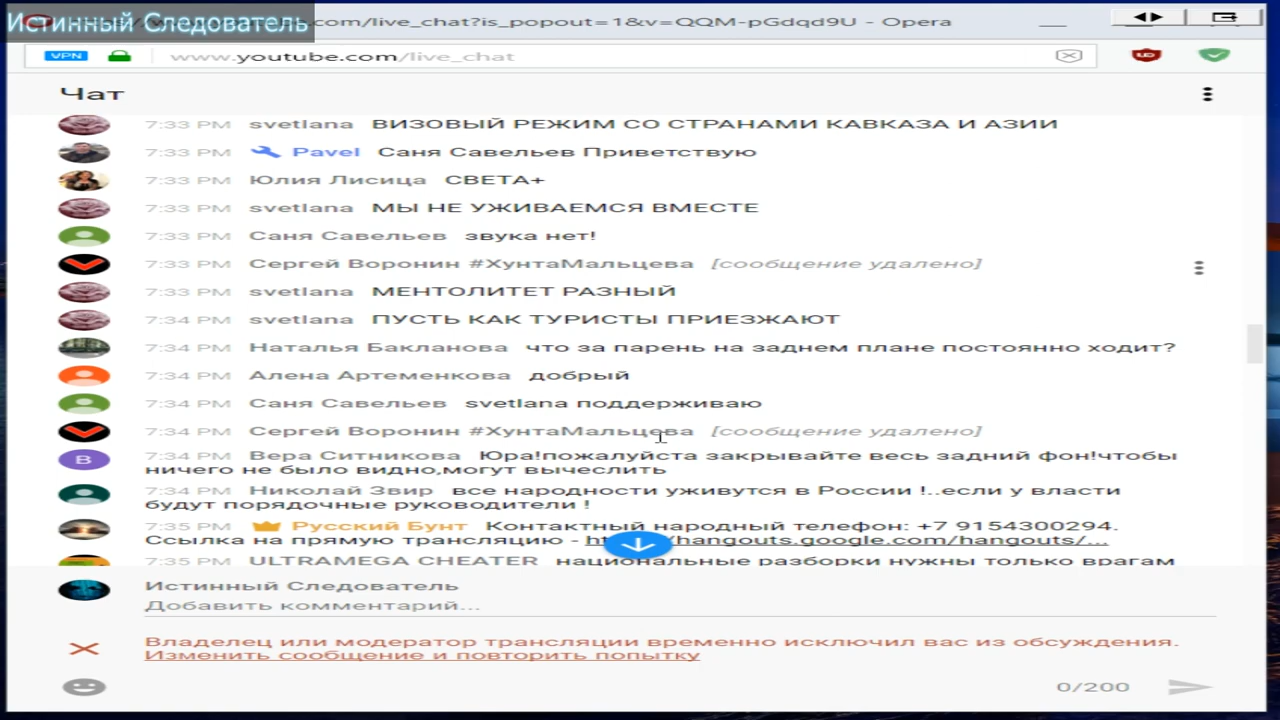 Истинный Следователь
.com/live_chat?is_popout=1&v=QQM-pGdqd9U - Opera
VPN www.youtube.com/live_chat
Чат
7:33 PM svetlana ВИЗОВЫЙ РЕЖИМ СО СТРАНАМИ КАВКАЗА И АЗИИ
7:33 PM Pavel Саня Савельев Приветствую
7:33 PM Юлия Лисица СВЕТА+
7:33 PM svetlana МЫ НЕ УЖИВАЕМСЯ ВМЕСТЕ
7:33 PM Саня Савельев звука нет!
7:33 PM Сергей Воронин #ХунтаМальцева [сообщение удалено]
7:33 PM svetlana МЕНТОЛИТЕТ РАЗНЫЙ
7:34 PM svetlana ПУСТЬ КАК ТУРИСТЫ ПРИЕЗЖАЮТ
7:34 PM Наталья Бакланова что за парень на заднем плане постоянно ходит?
7:34 PM Алена Артеменкова добрый
7:34 PM Саня Савельев svetlana поддерживаю
7:34 PM Сергей Воронин #ХунтаМальцева [сообщение удалено]
В 7:34 PM Вера Ситникова Юра!пожалуйста закрывайте весь задний фон!чтобы
ничего не было видно,могут вычеслить
7:34 PM Николай Звир все народности уживутся в России !..если у власти
будут порядочные руководители !
7:35 PM Русский Бунт Контактный народный телефон: +7 9154300294.
Ссылка на прямую трансляцию - /hangouts.google.com/hangouts/...
7:35 PM ULTRAMEGA CHEATER национальные разборки нужны только врагам
Истинный Следователь
Добавить комментарий...
Владелец или модератор трансляции временно исключил вас из обсуждения.
Изменить сообщение и повторить попытку
0/200